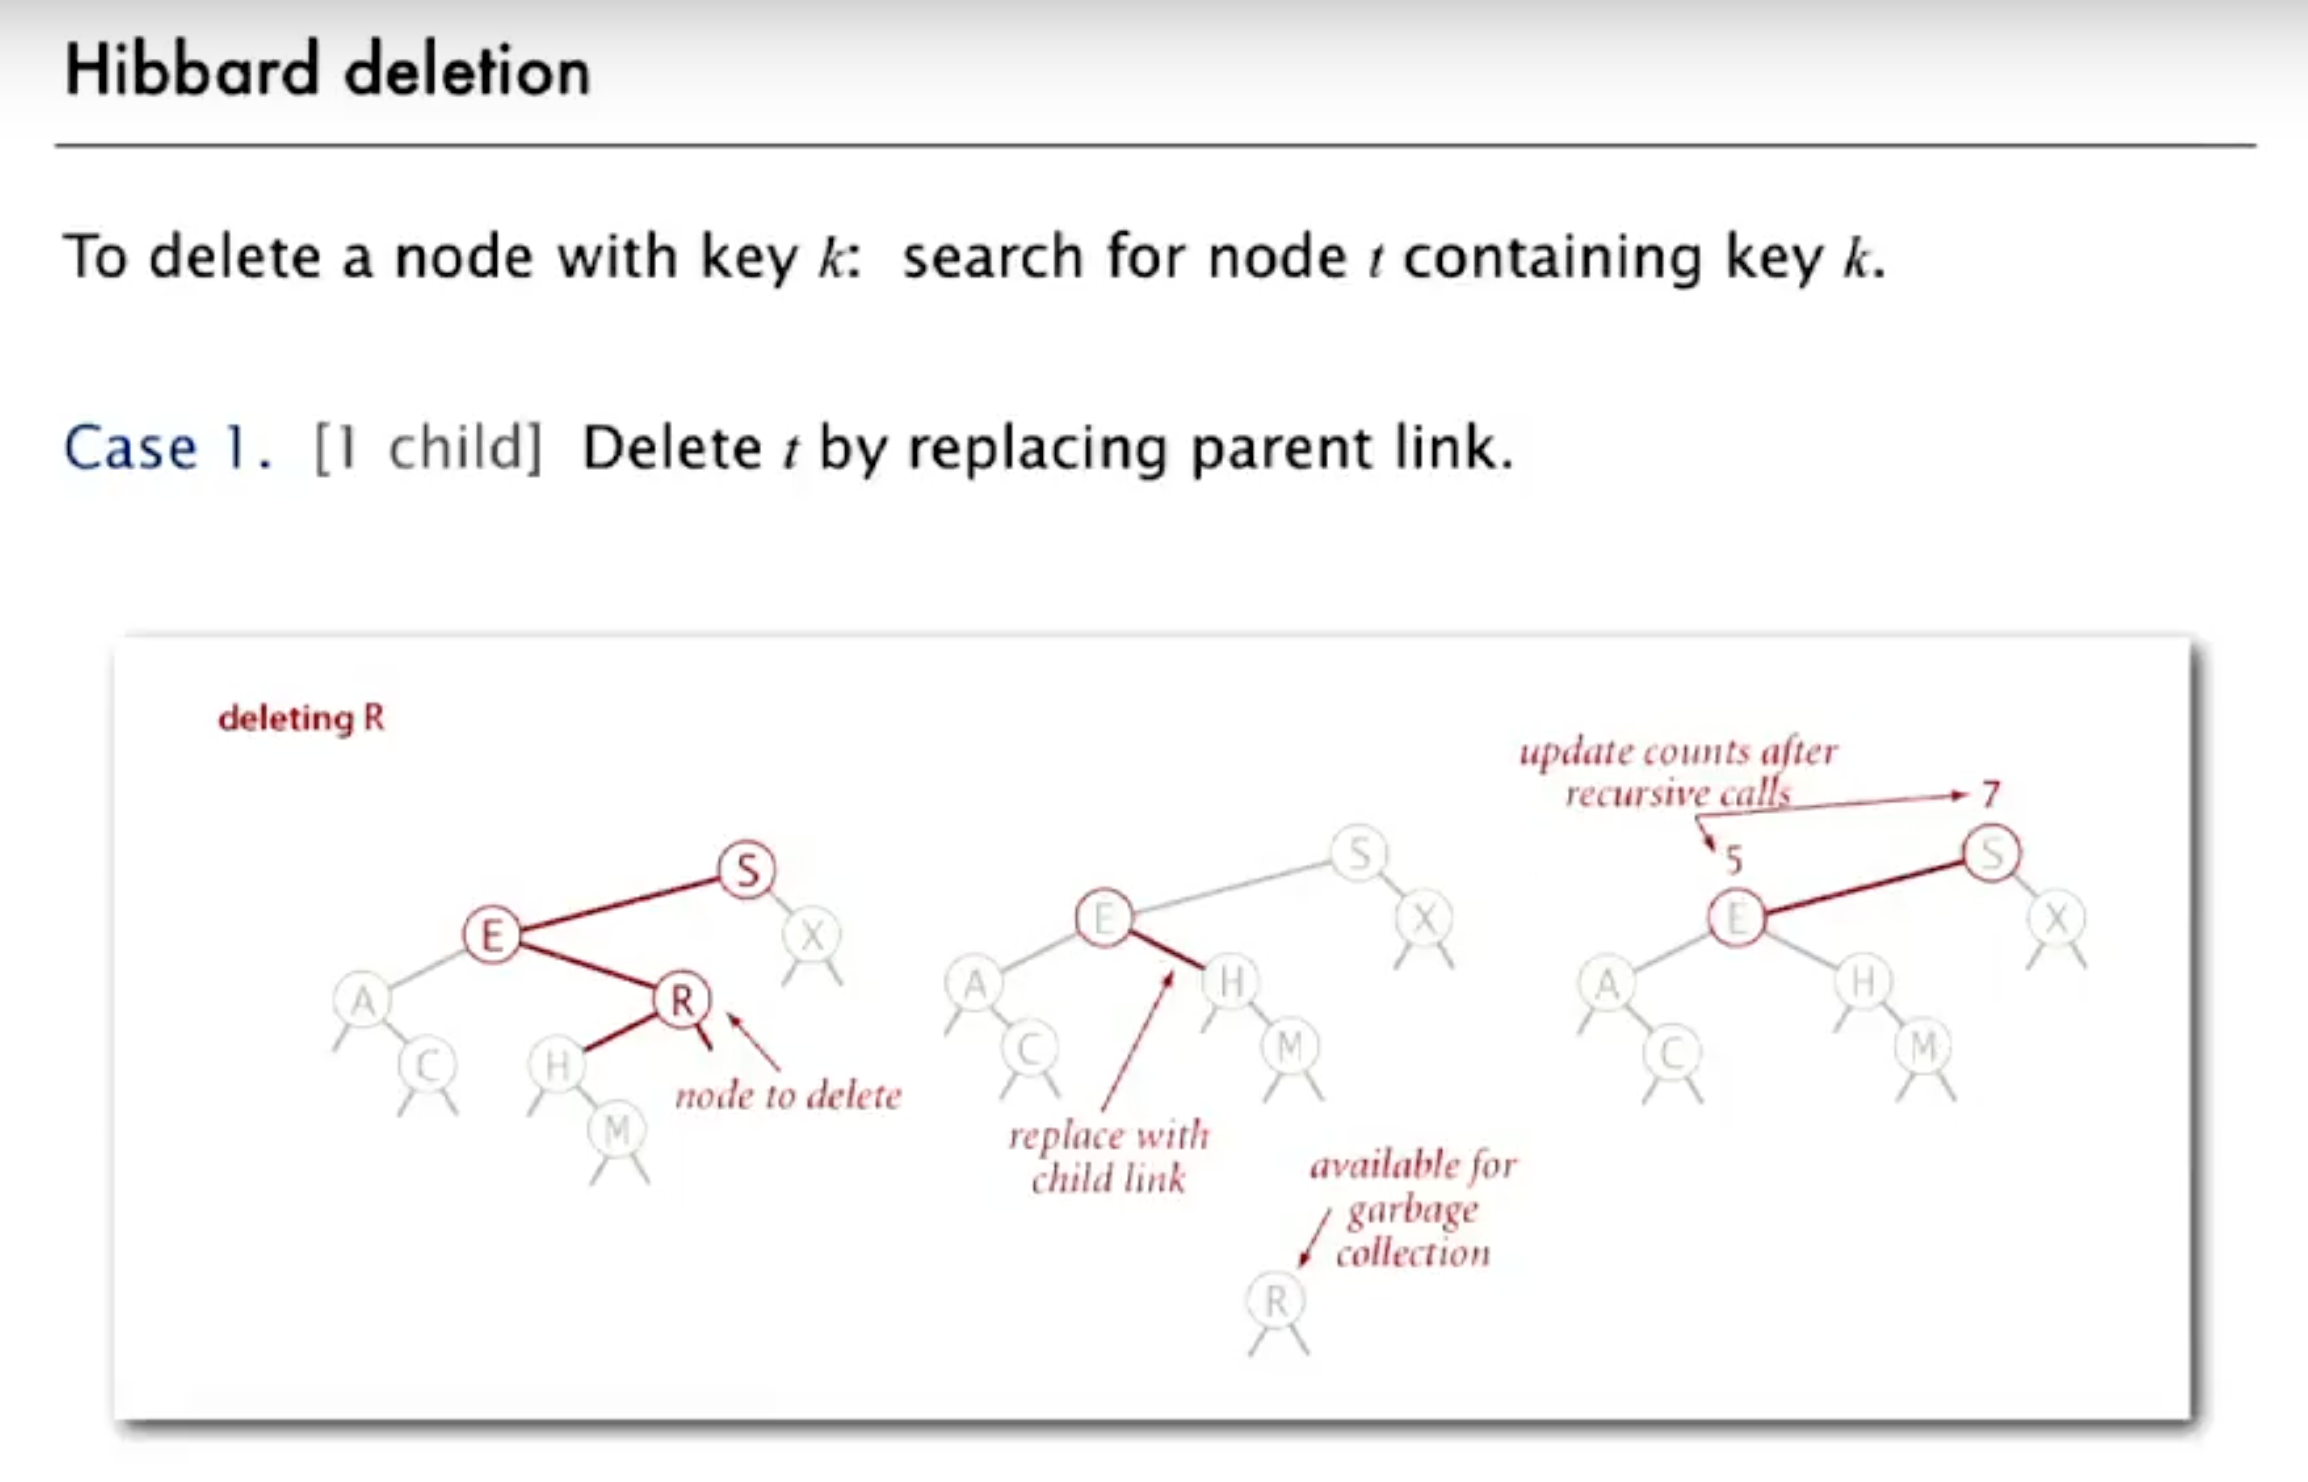 Hibbard deletion
To delete a node with key k: search for node t containing key k.
Case 1. [1 child] Delete t by replacing parent link.
deleting R
S
E
X
A
R
C
H
M
node to delete
S
E
X
A
H
C
M
replace with
child link
available for
garbage
collection
R
update counts after
recursive calls
7
5
S
E
X
A
H
C
M